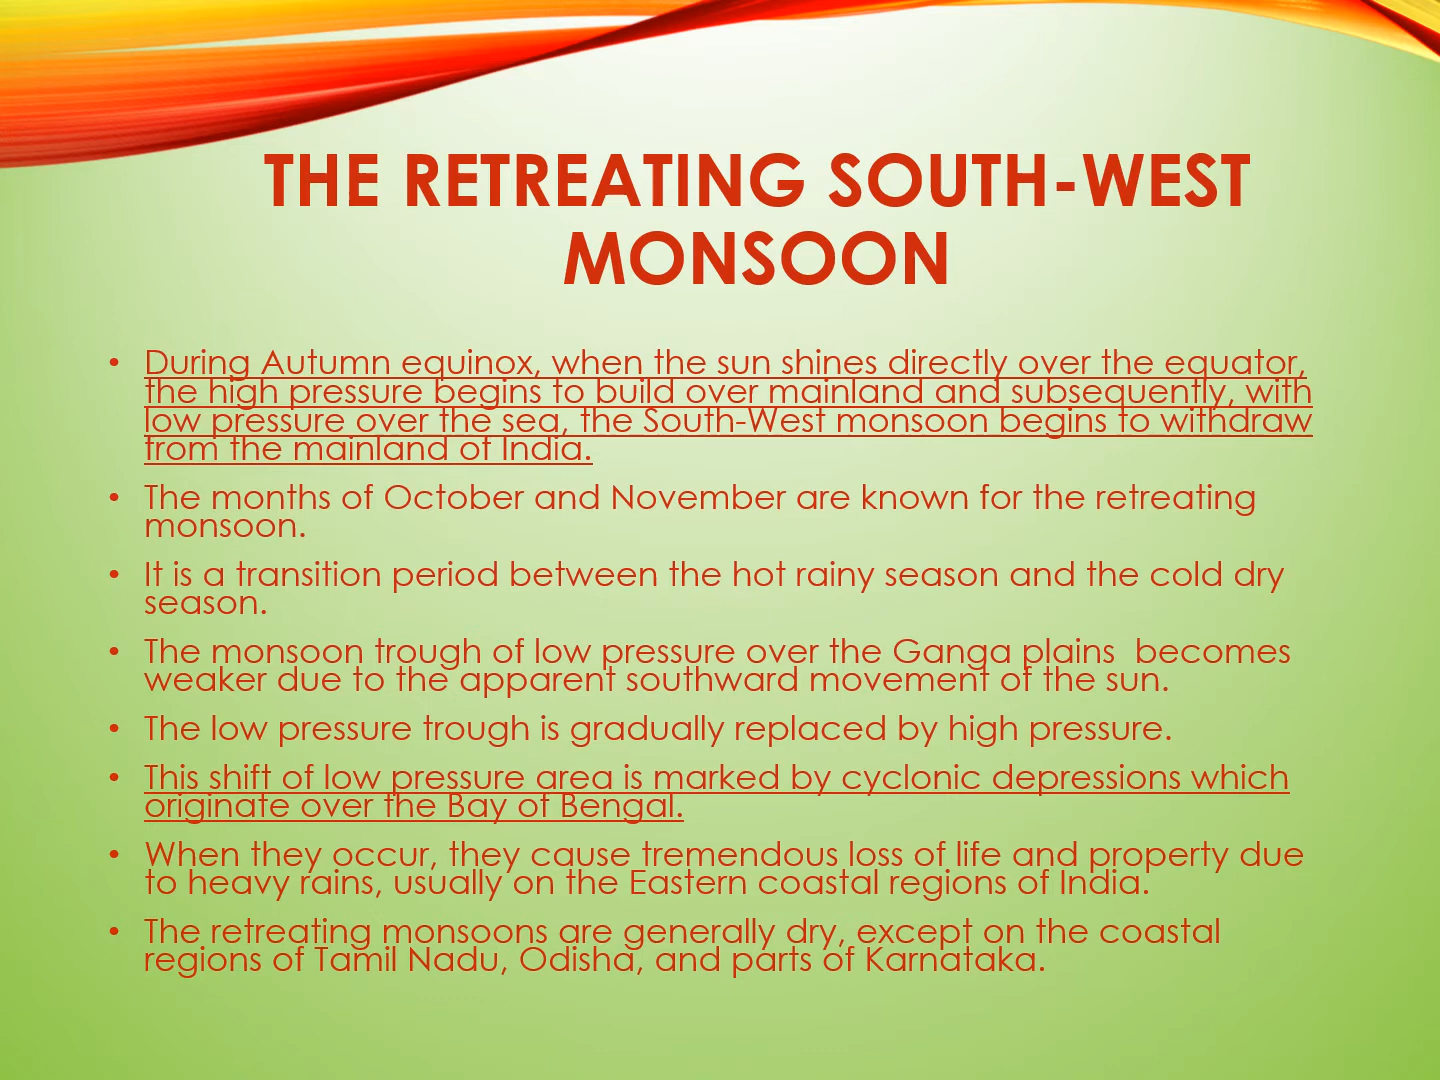 THE RETREATING SOUTH-WEST
MONSOON
• During Autumn equinox, when the sun shines directly over the equator,
the high pressure begins to build over mainland and subsequently, with
low pressure over the sea, the South-West monsoon begins to withdraw
from the mainland of India.
• The months of October and November are known for the retreating
monsoon.
• It is a transition period between the hot rainy season and the cold dry
season.
• The monsoon trough of low pressure over the Ganga plains  becomes
weaker due to the apparent southward movement of the sun.
• The low pressure trough is gradually replaced by high pressure.
• This shift of low pressure area is marked by cyclonic depressions which
originate over the Bay of Bengal.
• When they occur, they cause tremendous loss of life and property due
to heavy rains, usually on the Eastern coastal regions of India.
• The retreating monsoons are generally dry, except on the coastal
regions of Tamil Nadu, Odisha, and parts of Karnataka.